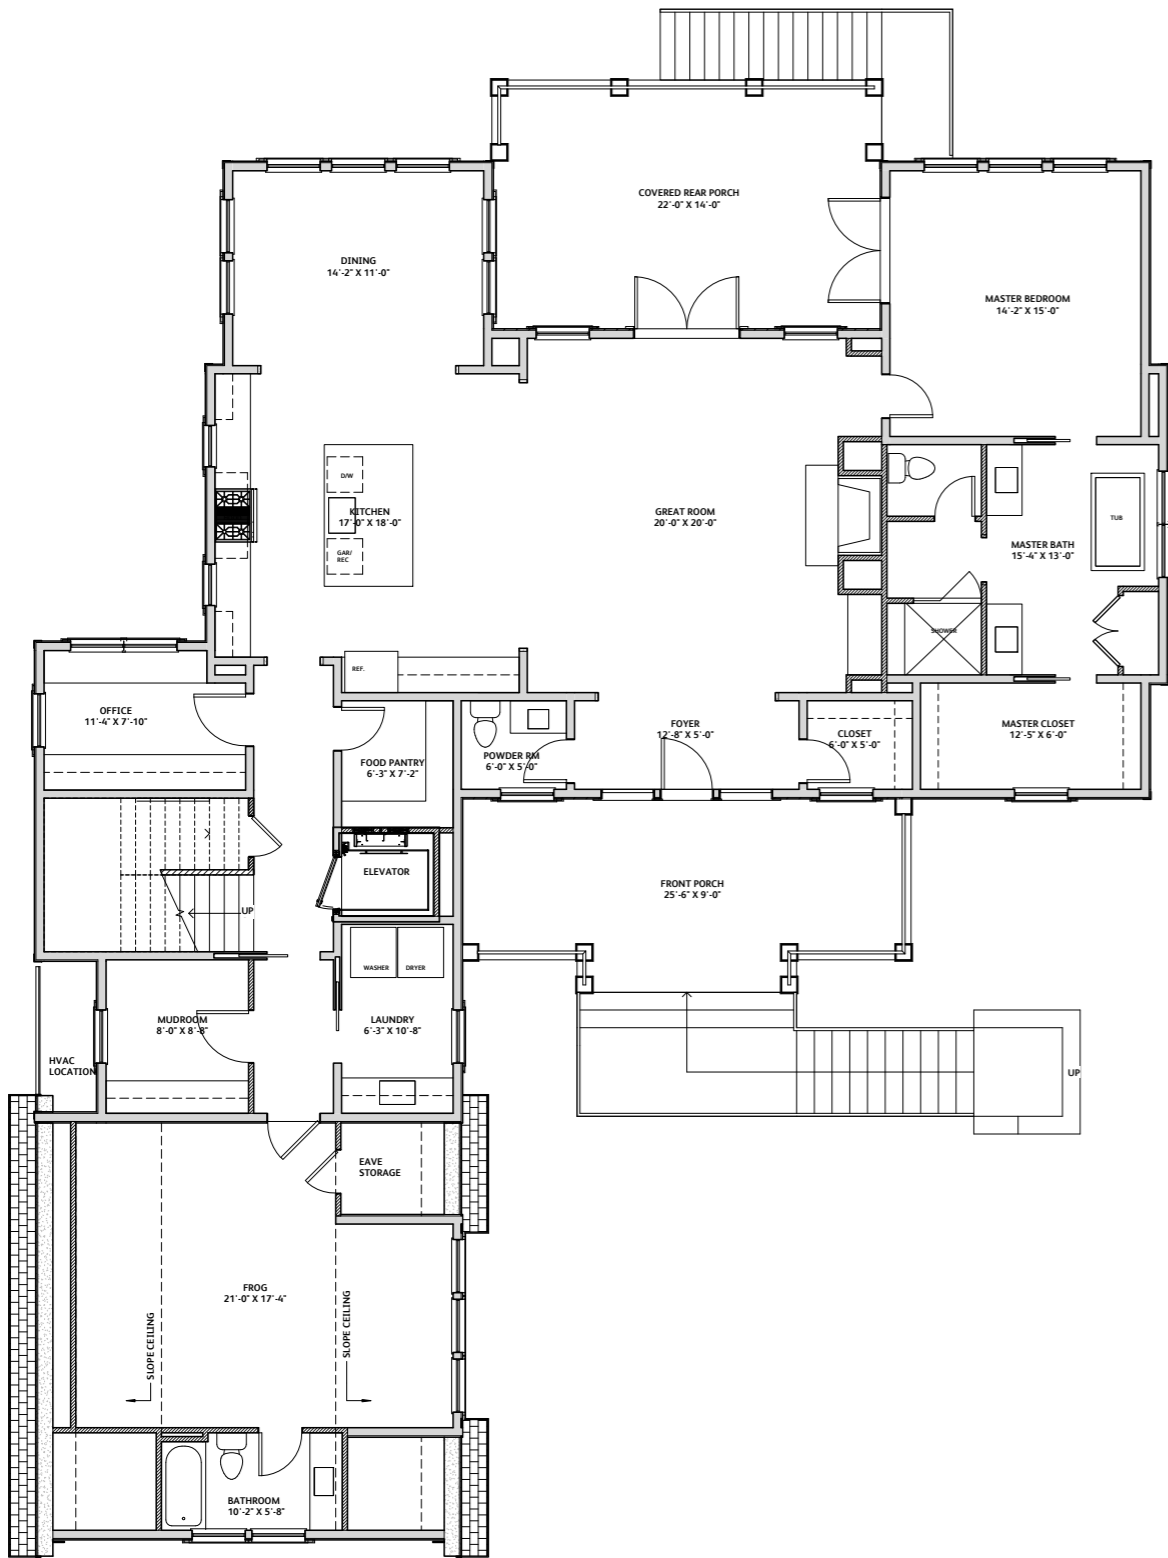 COVERED REAR PORCH
22'-0" X 14'-0"
DINING
14'-2" X 11'-0"
MASTER BEDROOM
14'-2" X 15'-0"
D/W
KITCHEN
17'-0" X 18'-0"
GAR/
REC
GREAT ROOM
20'-0" X 20'-0"
TUB
MASTER BATH
15'-4" X 13'-0"
SHOWER
REF.
OFFICE
11'-4" X 7'-10"
FOYER
12'-8" X 5'-0"
MASTER CLOSET
12'-5" X 6'-0"
CLOSET
6'-0" X 5'-0"
POWDER RM
6'-0" X 5'-0"
FOOD PANTRY
6'-3" X 7'-2"
ELEVATOR
FRONT PORCH
25'-6" X 9'-0"
UP
WASHER
DRYER
MUDROOM
8'-0" X 8'-8"
LAUNDRY
6'-3" X 10'-8"
HVAC
LOCATION
UP
EAVE
STORAGE
FROG
21'-0" X 17'-4"
SLOPE CEILING
SLOPE CEILING
BATHROOM
10'-2" X 5'-8"